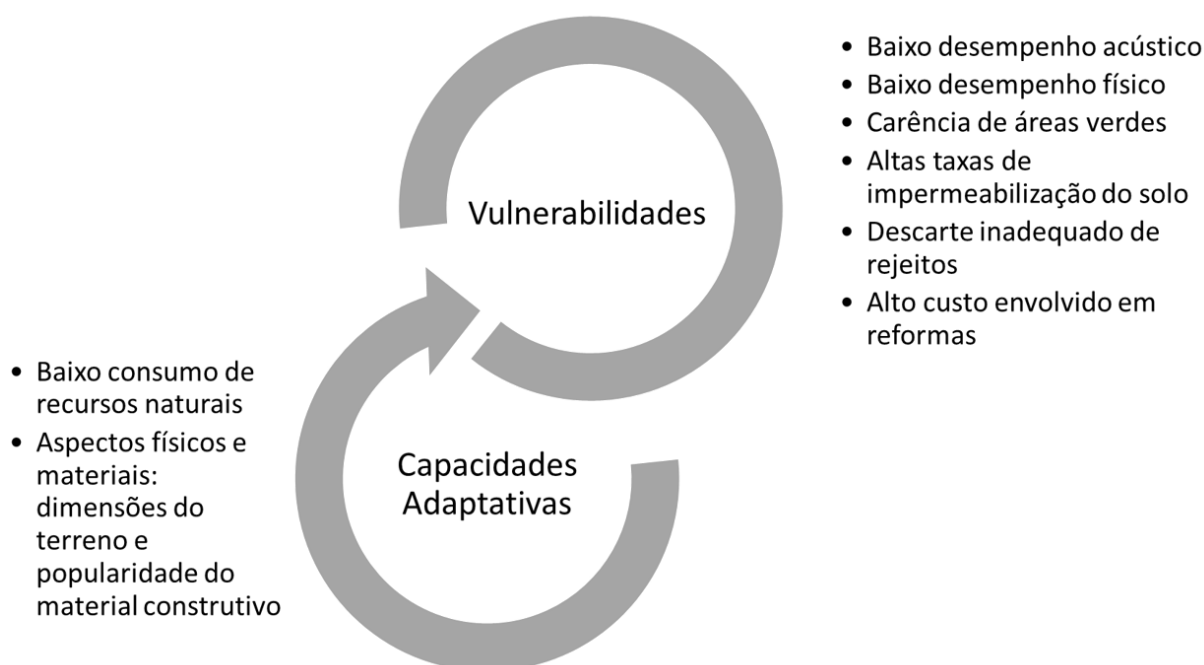 • Baixo desempenho acústico
• Baixo desempenho físico
• Carência de áreas verdes
• Altas taxas de
impermeabilização do solo
• Descarte inadequado de
rejeitos
• Alto custo envolvido em
reformas
Vulnerabilidades
• Baixo consumo de
recursos naturais
• Aspectos físicos e
materiais:
dimensões do
terreno e
popularidade do
material construtivo
Capacidades
Adaptativas